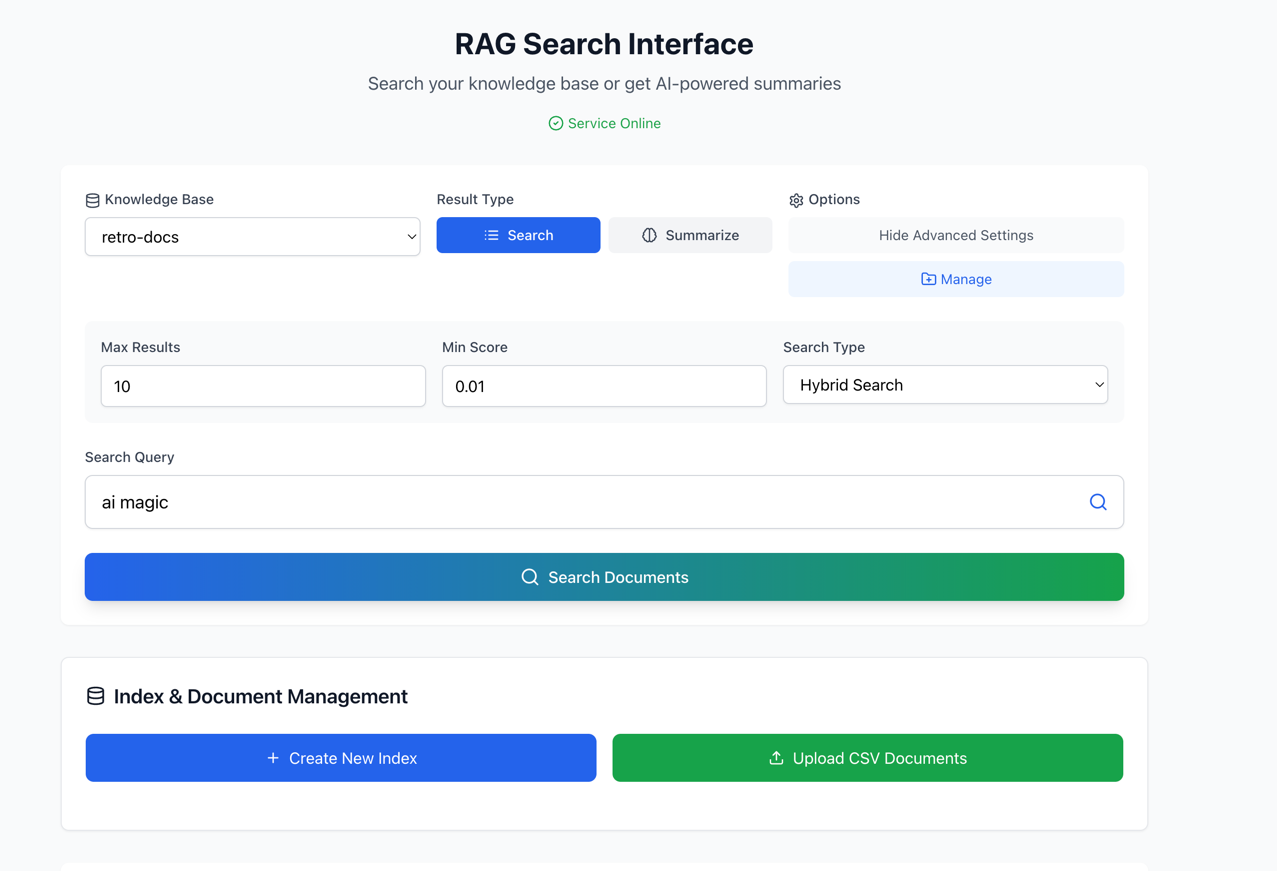 RAG Search Interface
Search your knowledge base or get AI-powered summaries
Service Online
Knowledge Base
retro-docs
Result Type
Search
Summarize
Options
Hide Advanced Settings
Manage
Max Results
10
Min Score
0.01
Search Type
Hybrid Search
Search Query
ai magic
Search Documents
Index & Document Management
Create New Index
Upload CSV Documents